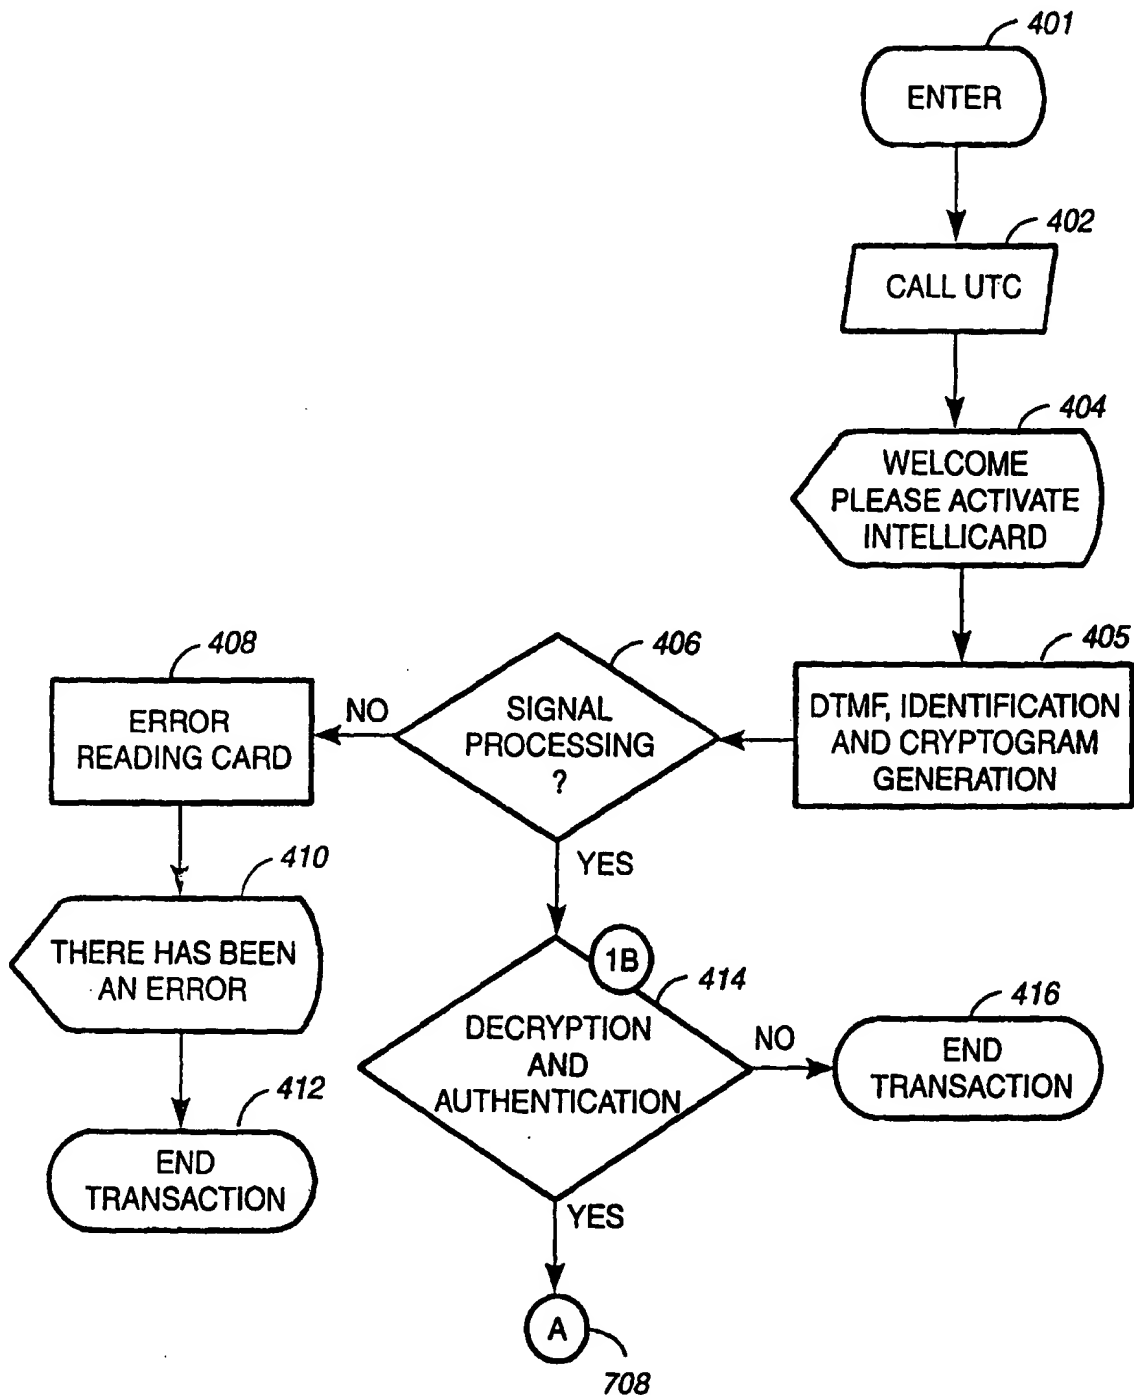 401
ENTER
402
CALL UTC
404
WELCOME
PLEASE ACTIVATE
INTELLICARD
405
DTMF, IDENTIFICATION
AND CRYPTOGRAM
GENERATION
406
SIGNAL
PROCESSING
?
NO
408
ERROR
READING CARD
410
THERE HAS BEEN
AN ERROR
412
END
TRANSACTION
YES
1B
414
DECRYPTION
AND
AUTHENTICATION
NO
416
END
TRANSACTION
YES
A
708